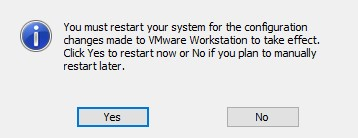 You must restart your system for the configuration
changes made to VMware Workstation to take effect.
Click Yes to restart now or No if you plan to manually
restart later.
Yes
No